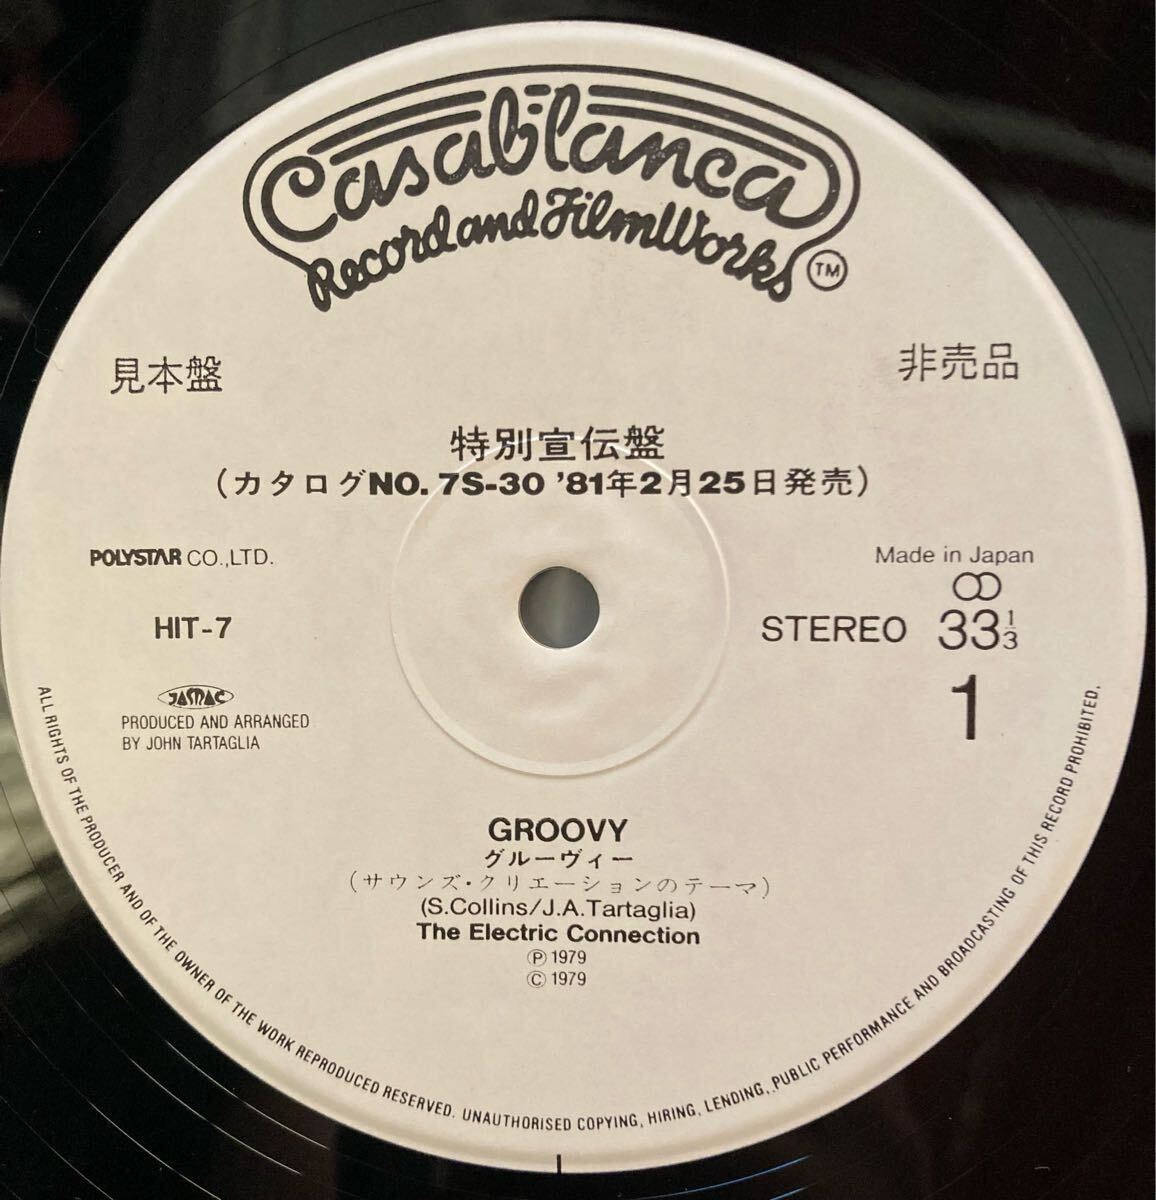 Casablanca
Record and FilmWorks
TM
見本盤
非売品
特別宣伝盤
(カタログNO. 7S-30 '81年2月25日発売)
POLYSTAR CO.,LTD.
Made in Japan
HIT-7
STEREO 33 1/3
1
JASRAC
PRODUCED AND ARRANGED
BY JOHN TARTAGLIA
GROOVY
グルーヴィー
(サウンズ・クリエーションのテーマ)
(S.Collins/J.A.Tartaglia)
The Electric Connection
Ⓟ 1979
© 1979
ALL RIGHTS OF THE PRODUCER AND OF THE OWNER OF THE WORK REPRODUCED RESERVED. UNAUTHORISED COPYING, HIRING, LENDING, PUBLIC PERFORMANCE AND BROADCASTING OF THIS RECORD PROHIBITED.